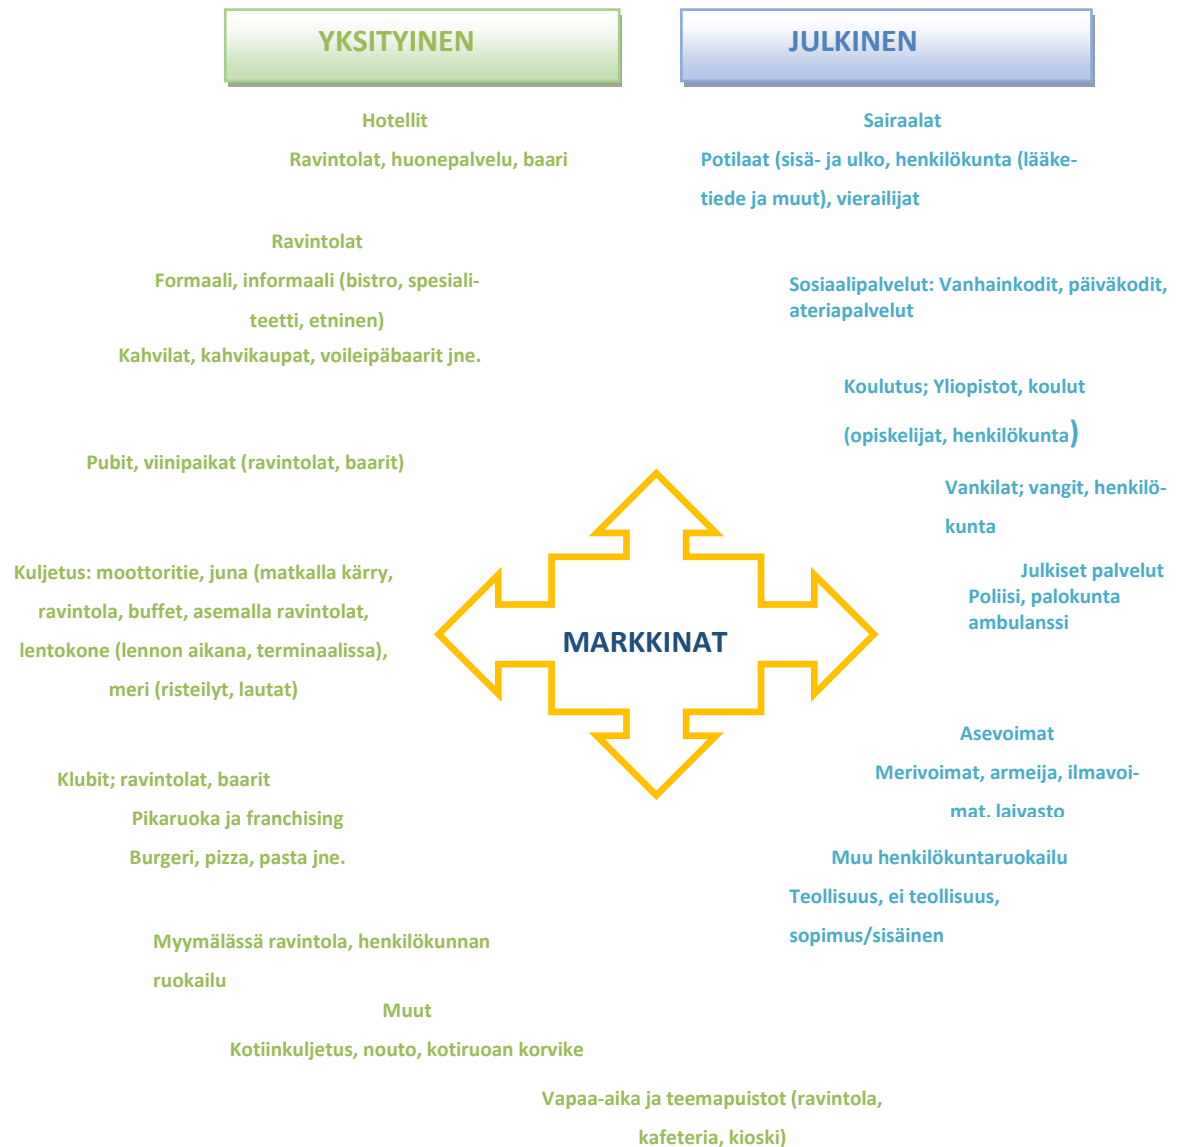 YKSITYINEN
Hotellit
Ravintolat, huonepalvelu, baari
Ravintolat
Formaali, informaali (bistro, spesiali-
teetti, etninen)
Kahvilat, kahvikaupat, voileipäbaarit jne.
Pubit, viinipaikat (ravintolat, baarit)
Kuljetus: moottoritie, juna (matkalla kärry,
ravintola, buffet, asemalla ravintolat,
lentokone (lennon aikana, terminaalissa),
meri (risteilyt, lautat)
Klubit; ravintolat, baarit
Pikaruoka ja franchising
Burgeri, pizza, pasta jne.
Myymälässä ravintola, henkilökunnan
ruokailu
Muut
Kotiinkuljetus, nouto, kotiruoan korvike
Vapaa-aika ja teemapuistot (ravintola,
kafeteria, kioski)
MARKKINAT
JULKINEN
Sairaalat
Potilaat (sisä- ja ulko, henkilökunta (lääke-
tiede ja muut), vierailijat
Sosiaalipalvelut: Vanhainkodit, päiväkodit,
ateriapalvelut
Koulutus; Yliopistot, koulut
(opiskelijat, henkilökunta)
Vankilat; vangit, henkilö-
kunta
Julkiset palvelut
Poliisi, palokunta
ambulanssi
Asevoimat
Merivoimat, armeija, ilmavoi-
mat, laivasto
Muu henkilökuntaruokailu
Teollisuus, ei teollisuus,
sopimus/sisäinen